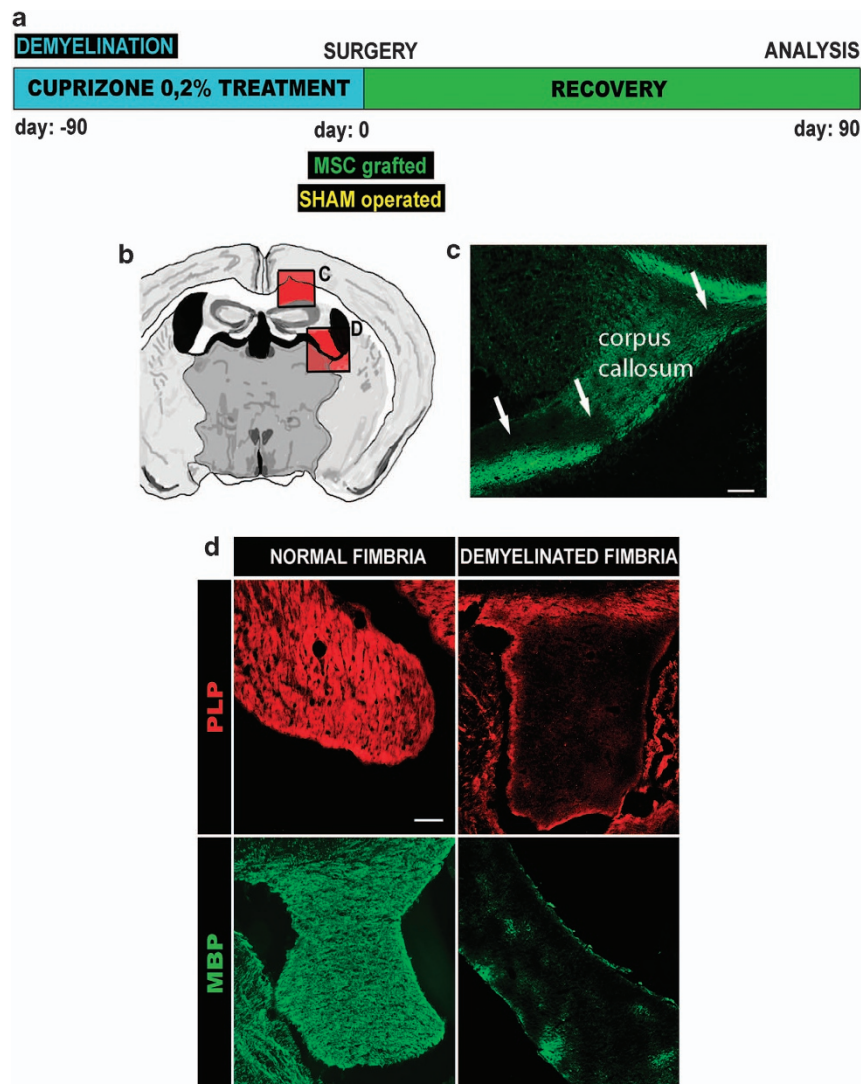 a
DEMYELINATION SURGERY ANALYSIS
CUPRIZONE 0,2% TREATMENT RECOVERY
day: -90 day: 0 day: 90
MSC grafted
SHAM operated
b
C
D
c
corpus
callosum
d
NORMAL FIMBRIA DEMYELINATED FIMBRIA
PLP
MBP